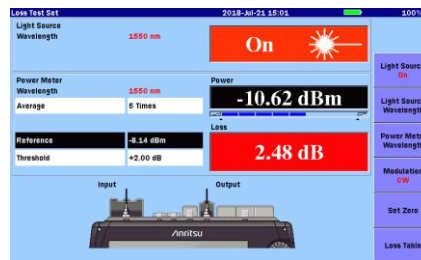 Loss Test Set
2018-Jul-21 15:01
100%
Light Source
Wavelength
1550 nm
On
Power Meter
Wavelength
1550 nm
Average
5 Times
Power
-10.62 dBm
Reference
-8.14 dBm
Threshold
+2.00 dB
Loss
2.48 dB
Input
Output
Anritsu
Light Source
On
Light Source
Wavelength
Power Meter
Wavelength
Modulation
CW
Set Zero
Loss Table